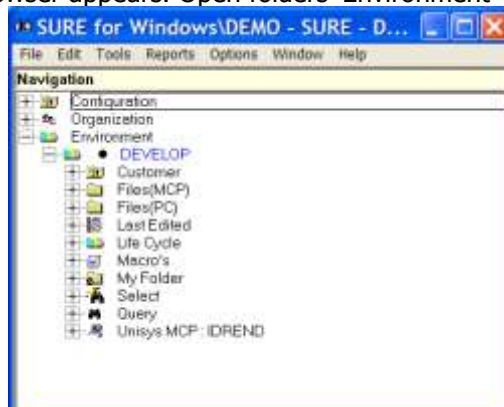 wser appears. Open folders 'Environment'
SURE for Windows\DEMO - SURE - D...
File Edit Tools Reports Options Window Help
Navigation
Configuration
Organization
Environment
DEVELOP
Customer
Files(MCP)
Files(PC)
Last Edited
Life Cycle
Macro's
My Folder
Select
Query
Unisys MCP : IDREND